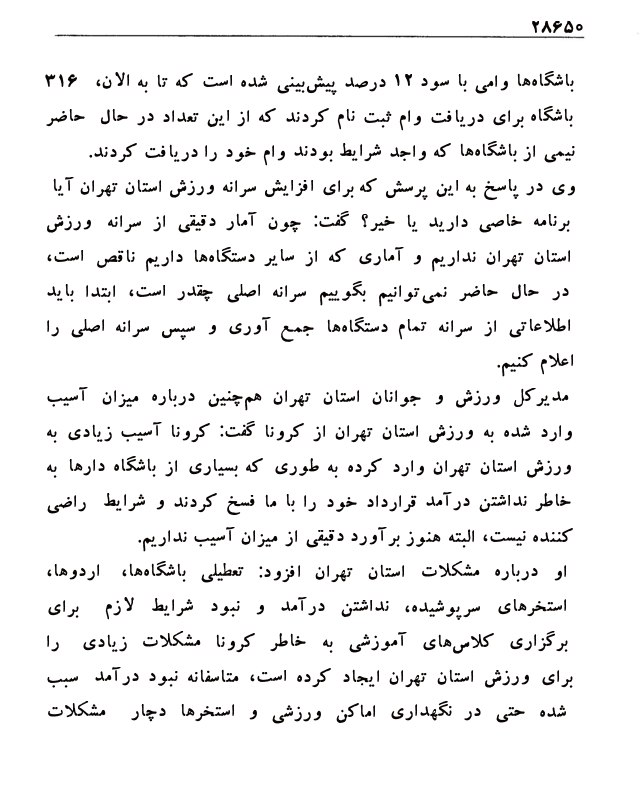 ۲۸۶۵۰
باشگاه‌ها وامی با سود ۱۲ درصد پیش‌بینی شده است که تا به الان، ۳۱۶
باشگاه برای دریافت وام ثبت نام کردند که از این تعداد در حال حاضر
نیمی از باشگاه‌ها که واجد شرایط بودند وام خود را دریافت کردند.
وی در پاسخ به این پرسش که برای افزایش سرانه ورزش استان تهران آیا
برنامه خاصی دارید یا خیر؟ گفت: چون آمار دقیقی از سرانه ورزش
استان تهران نداریم و آماری که از سایر دستگاه‌ها داریم ناقص است،
در حال حاضر نمی‌توانیم بگوییم سرانه اصلی چقدر است، ابتدا باید
اطلاعاتی از سرانه تمام دستگاه‌ها جمع آوری و سپس سرانه اصلی را
اعلام کنیم.
مدیرکل ورزش و جوانان استان تهران هم‌چنین درباره میزان آسیب
وارد شده به ورزش استان تهران از کرونا گفت: کرونا آسیب زیادی به
ورزش استان تهران وارد کرده به طوری که بسیاری از باشگاه دارها به
خاطر نداشتن درآمد قرارداد خود را با ما فسخ کردند و شرایط راضی
کننده نیست، البته هنوز برآورد دقیقی از میزان آسیب نداریم.
او درباره مشکلات استان تهران افزود: تعطیلی باشگاه‌ها، اردوها،
استخرهای سرپوشیده، نداشتن درآمد و نبود شرایط لازم برای
برگزاری کلاس‌های آموزشی به خاطر کرونا مشکلات زیادی را
برای ورزش استان تهران ایجاد کرده است، متاسفانه نبود درآمد سبب
شده حتی در نگهداری اماکن ورزشی و استخرها دچار مشکلات